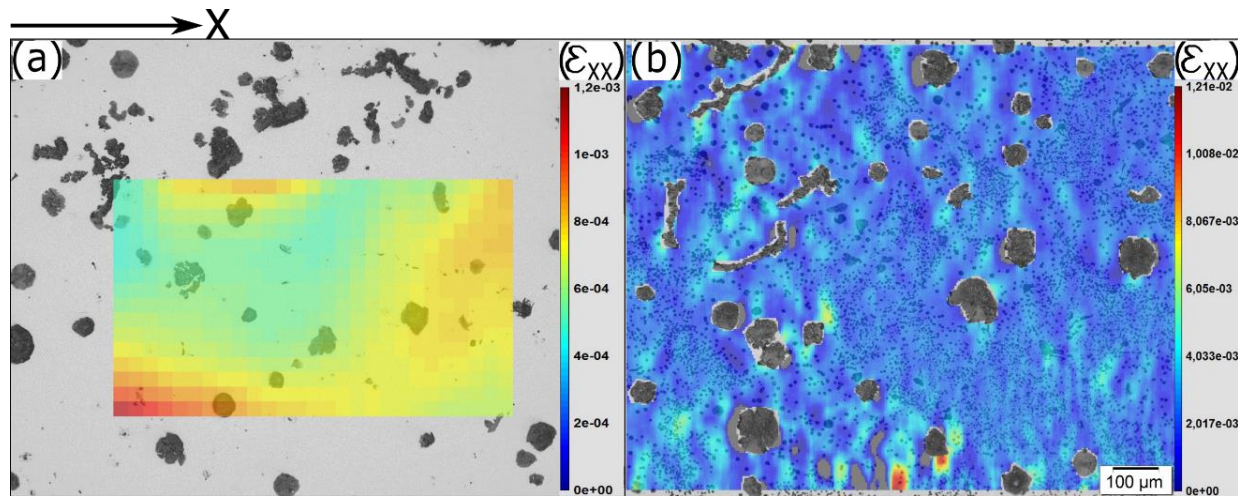 X
(a)
(εxx)
1,2e-03
1e-03
8e-04
6e-04
4e-04
2e-04
0e+00
(b)
(εxx)
1,21e-02
1,008e-02
8,067e-03
6,05e-03
4,033e-03
2,017e-03
0e+00
100 μm